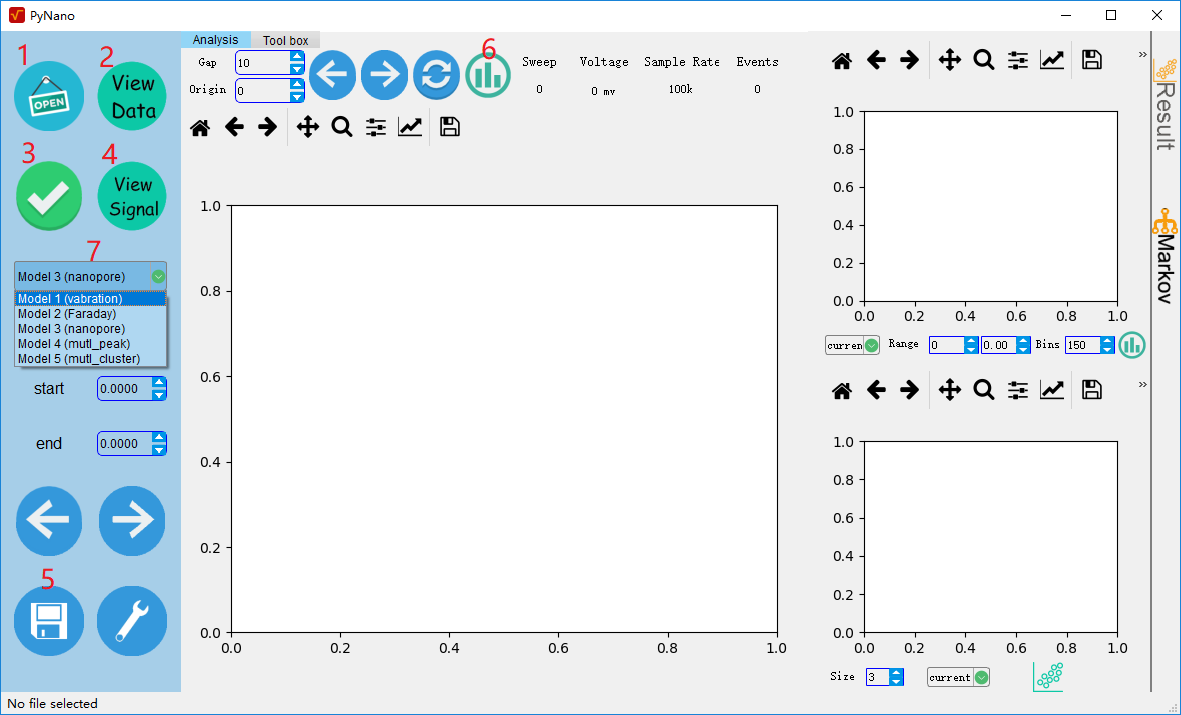 PyNano
1
OPEN
2
View
Data
3
4
View
Signal
7
Model 3 (nanopore)
Model 1 (vabration)
Model 2 (Faraday)
Model 3 (nanopore)
Model 4 (mutl_peak)
Model 5 (mutl_cluster)
start 0.0000
end 0.0000
5
No file selected
Analysis Tool box
Gap 10
Origin 0
6
Sweep Voltage Sample Rate Events
0 0 mv 100k 0
1.0
0.8
0.6
0.4
0.2
0.0
0.0 0.2 0.4 0.6 0.8 1.0
»
1.0
0.8
0.6
0.4
0.2
0.0
0.0 0.2 0.4 0.6 0.8 1.0
curren Range 0 0.00 Bins 150
»
1.0
0.8
0.6
0.4
0.2
0.0
0.0 0.2 0.4 0.6 0.8 1.0
Size 3 current
Result
Markov